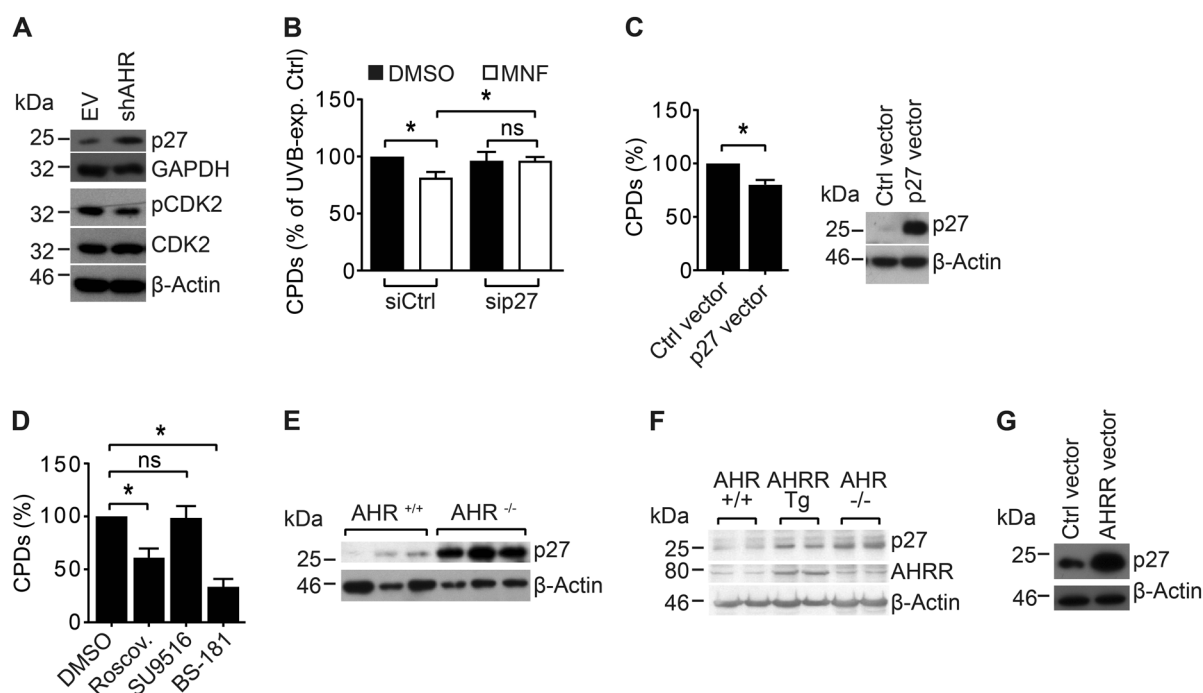 A
kDa
EV
shAHR
25
p27
32
GAPDH
32
pCDK2
32
CDK2
46
β-Actin
B
DMSO MNF
CPDs (% of UVB-exp. Ctrl)
150
100
50
0
*
*
ns
siCtrl sip27
C
CPDs (%)
150
100
50
0
*
Ctrl vector
p27 vector
kDa
Ctrl vector
p27 vector
25
p27
46
β-Actin
D
CPDs (%)
150
100
50
0
*
ns
*
DMSO
Roscov.
SU9516
BS-181
E
kDa
AHR +/+ AHR -/-
25
p27
46
β-Actin
F
AHR AHRR AHR
+/+ Tg -/-
kDa
25
p27
80
AHRR
46
β-Actin
G
kDa
Ctrl vector
AHRR vector
25
p27
46
β-Actin